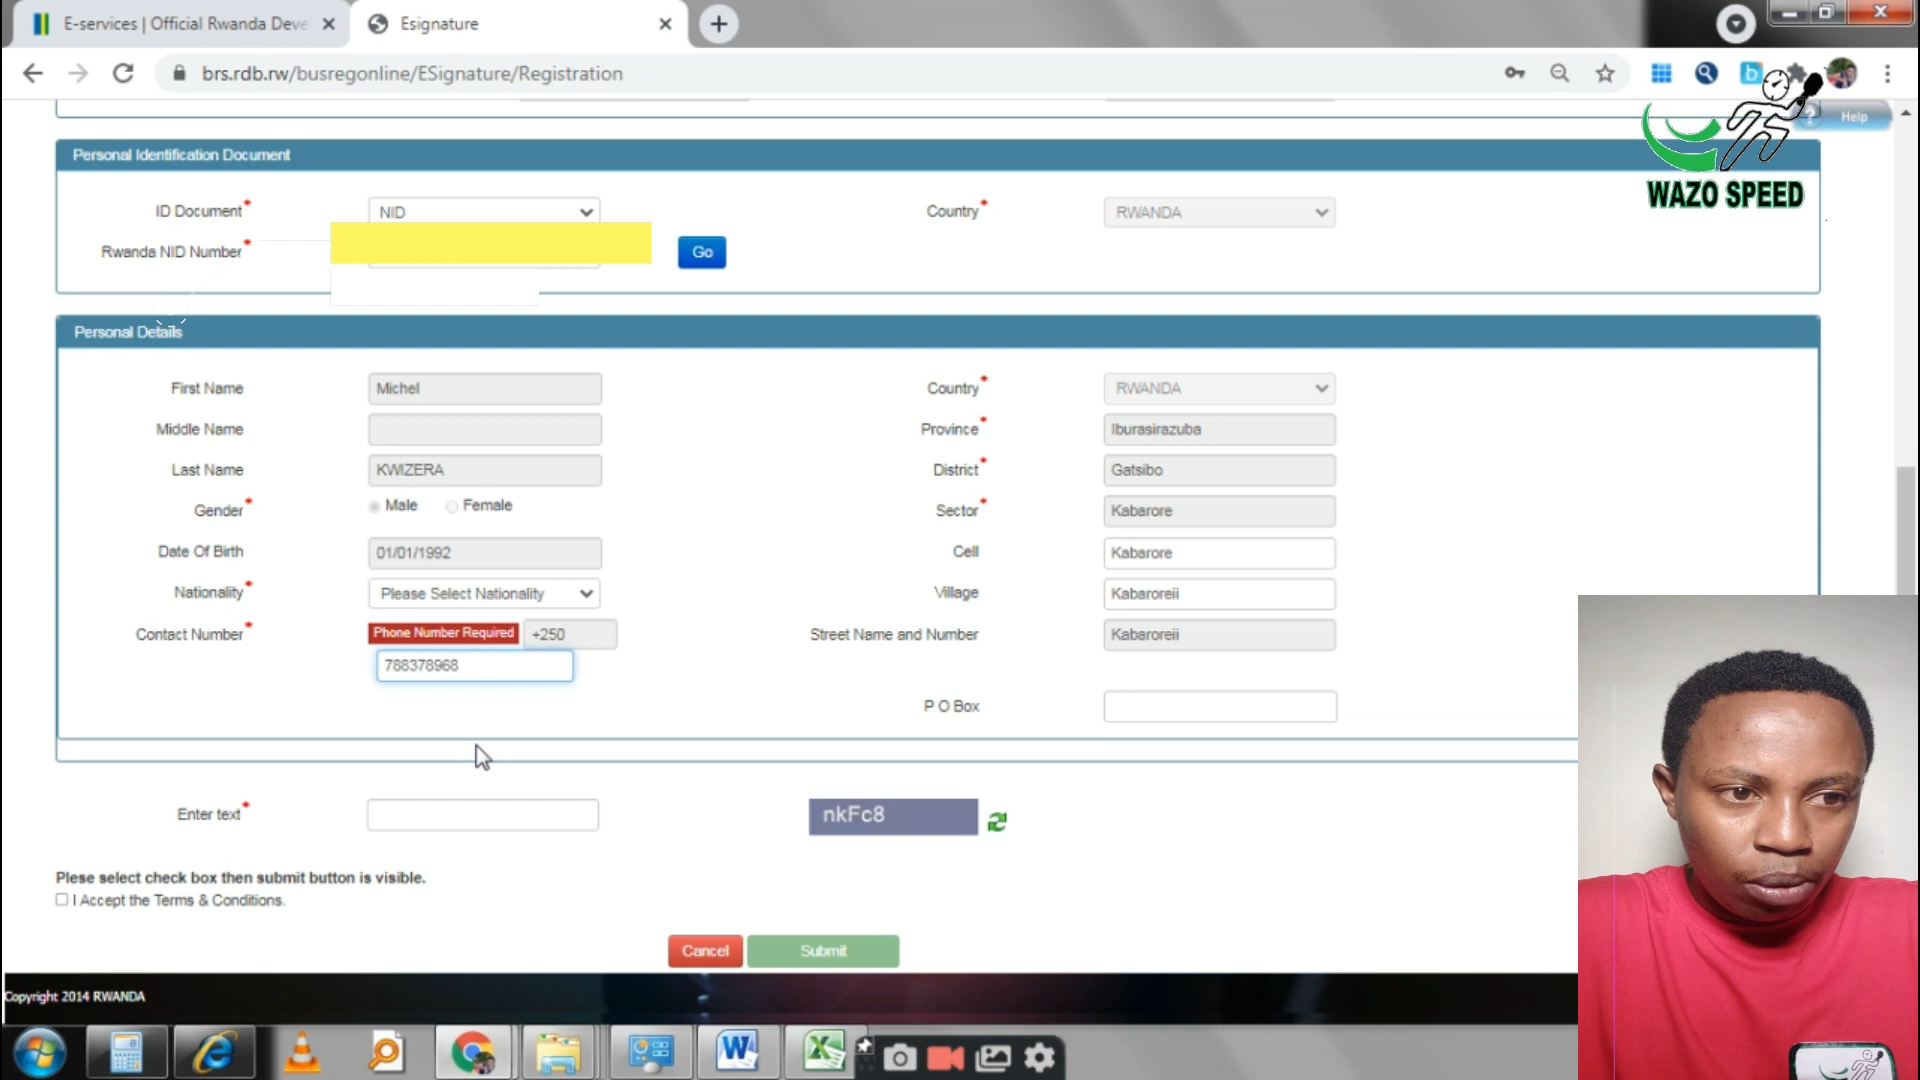 E-services | Official Rwanda Deve
Esignature
brs.rdb.rw/busregonline/ESignature/Registration
Help
WAZO SPEED
Personal Identification Document
ID Document*
NID
Country*
RWANDA
Rwanda NID Number*
Go
Personal Details
First Name
Michel
Country*
RWANDA
Middle Name
Province*
Iburasirazuba
Last Name
KWIZERA
District*
Gatsibo
Gender*
Male
Female
Sector*
Kabarore
Date Of Birth
01/01/1992
Cell
Kabarore
Nationality*
Please Select Nationality
Village
Kabaroreii
Contact Number*
Phone Number Required
+250
Street Name and Number
Kabaroreii
788378968
P O Box
Enter text*
nkFc8
Plese select check box then submit button is visible.
I Accept the Terms & Conditions.
Cancel
Submit
Copyright 2014 RWANDA